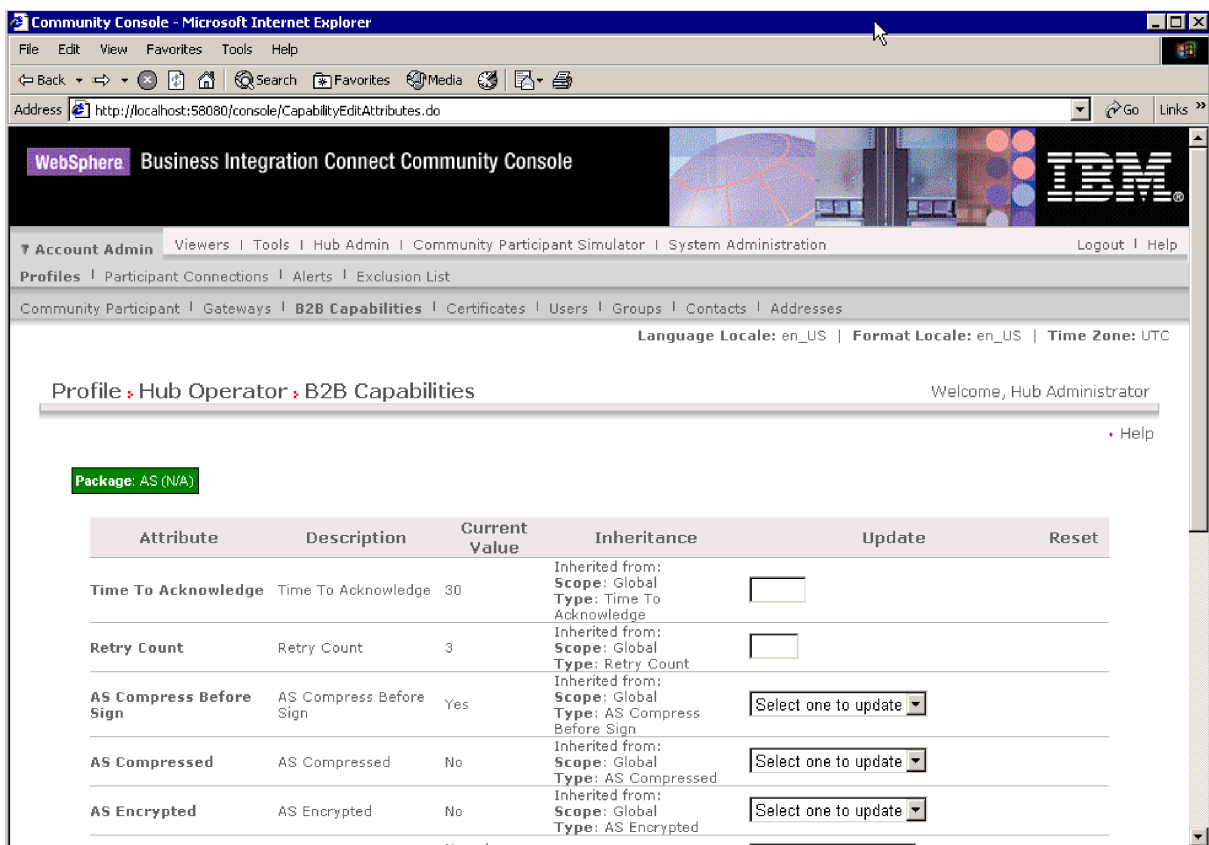 Community Console - Microsoft Internet Explorer
File Edit View Favorites Tools Help
Back Search Favorites Media
Address http://localhost:58080/console/CapabilityEditAttributes.do Go Links »
WebSphere. Business Integration Connect Community Console
IBM®
Account Admin Viewers | Tools | Hub Admin | Community Participant Simulator | System Administration Logout | Help
Profiles | Participant Connections | Alerts | Exclusion List
Community Participant | Gateways | B2B Capabilities | Certificates | Users | Groups | Contacts | Addresses
Language Locale: en_US | Format Locale: en_US | Time Zone: UTC
Profile Hub Operator B2B Capabilities
Welcome, Hub Administrator
Help
Package: AS (N/A)
Attribute Description Current Value Inheritance Update Reset
Time To Acknowledge Time To Acknowledge 30
Inherited from:
Scope: Global
Type: Time To
Acknowledge
Retry Count Retry Count 3
Inherited from:
Scope: Global
Type: Retry Count
AS Compress Before
Sign
AS Compress Before
Sign
Yes
Inherited from:
Scope: Global
Type: AS Compress
Before Sign
Select one to update
AS Compressed AS Compressed No
Inherited from:
Scope: Global
Type: AS Compressed
Select one to update
AS Encrypted AS Encrypted No
Inherited from:
Scope: Global
Type: AS Encrypted
Select one to update